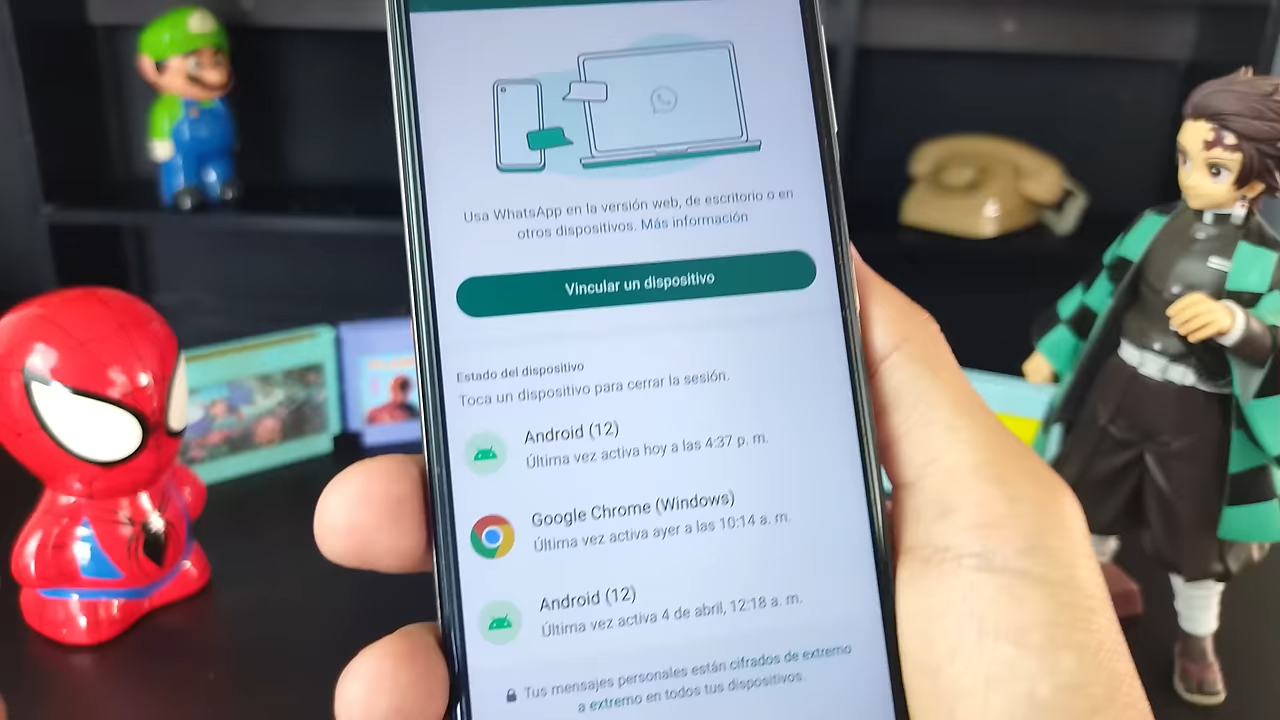 Usa WhatsApp en la versión web, de escritorio o en
otros dispositivos. Más información
Vincular un dispositivo
Estado del dispositivo
Toca un dispositivo para cerrar la sesión.
Android (12)
Última vez activa hoy a las 4:37 p. m.
Google Chrome (Windows)
Última vez activa ayer a las 10:14 a. m.
Android (12)
Última vez activa 4 de abril, 12:18 a. m.
Tus mensajes personales están cifrados de extremo
a extremo en todos tus dispositivos.